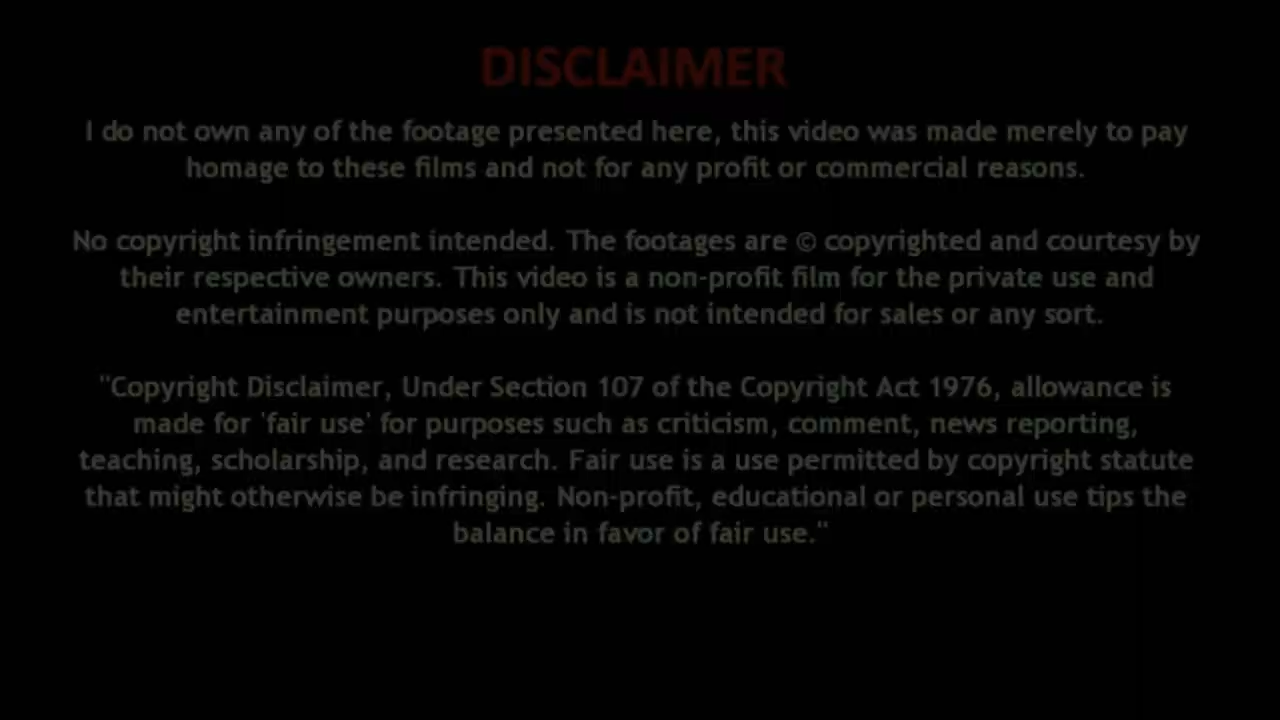 DISCLAIMER
I do not own any of the footage presented here, this video was made merely to pay
homage to these films and not for any profit or commercial reasons.
No copyright infringement intended. The footages are © copyrighted and courtesy by
their respective owners. This video is a non-profit film for the private use and
entertainment purposes only and is not intended for sales or any sort.
"Copyright Disclaimer, Under Section 107 of the Copyright Act 1976, allowance is
made for 'fair use' for purposes such as criticism, comment, news reporting,
teaching, scholarship, and research. Fair use is a use permitted by copyright statute
that might otherwise be infringing. Non-profit, educational or personal use tips the
balance in favor of fair use."